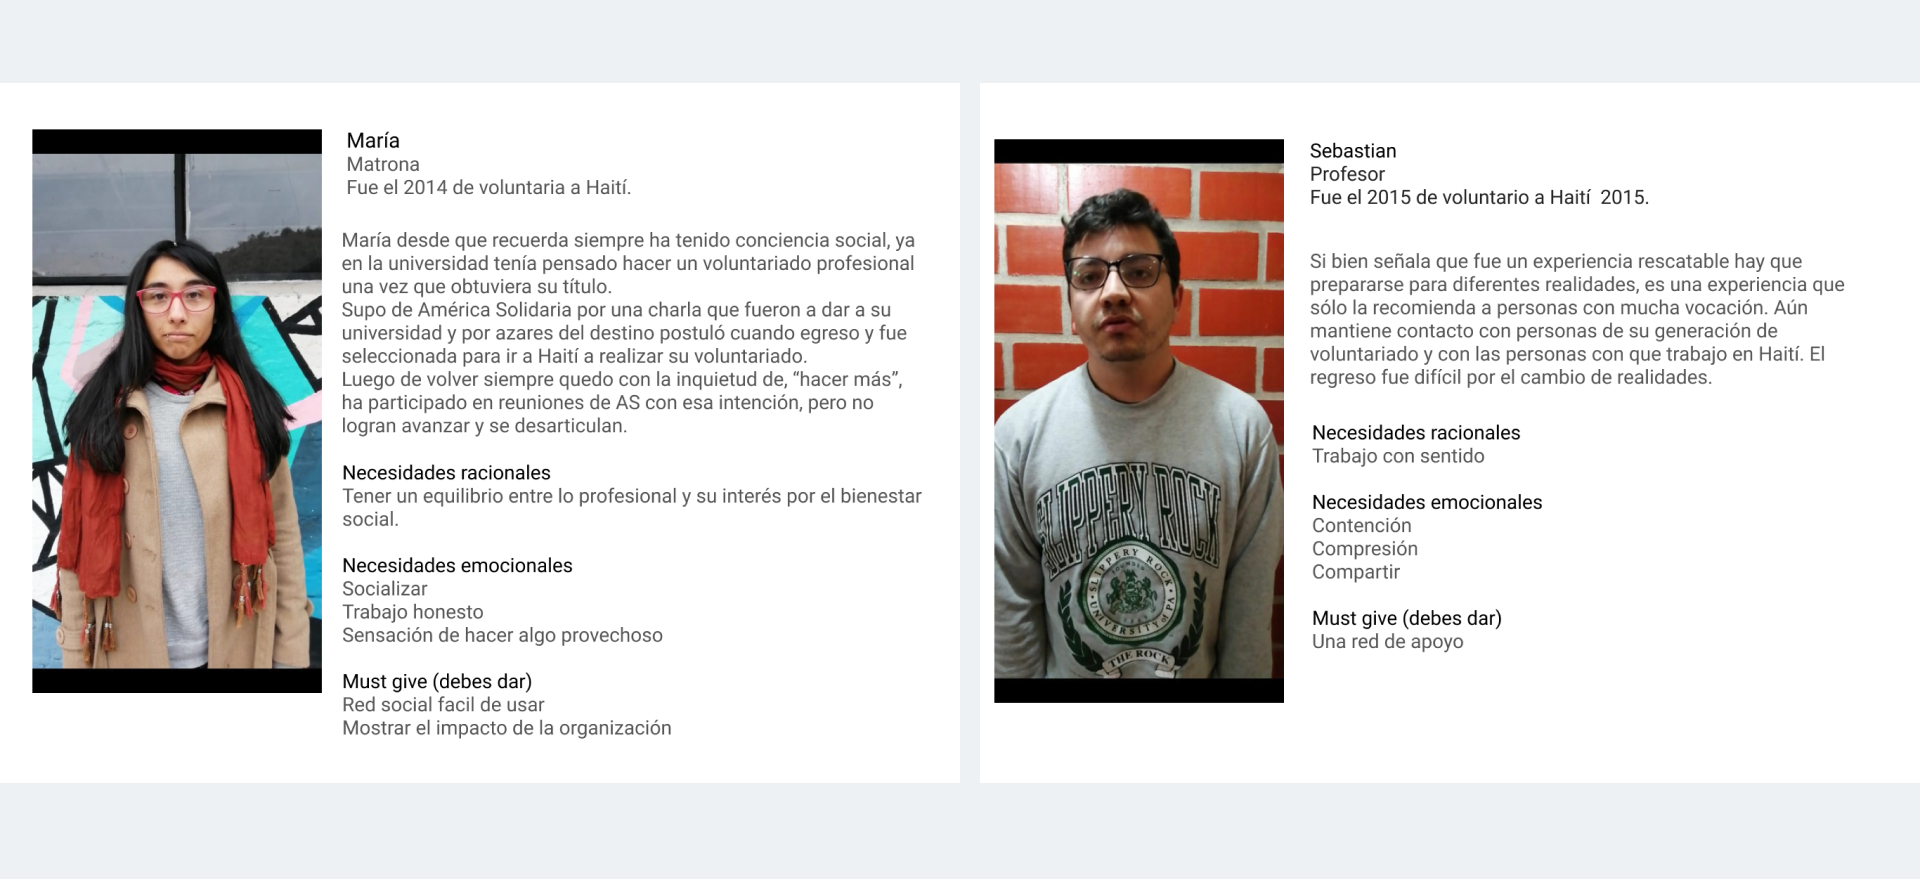 María
Matrona
Fue el 2014 de voluntaria a Haití.
María desde que recuerda siempre ha tenido conciencia social, ya
en la universidad tenía pensado hacer un voluntariado profesional
una vez que obtuviera su título.
Supo de América Solidaria por una charla que fueron a dar a su
universidad y por azares del destino postuló cuando egreso y fue
seleccionada para ir a Haití a realizar su voluntariado.
Luego de volver siempre quedo con la inquietud de, “hacer más”,
ha participado en reuniones de AS con esa intención, pero no
logran avanzar y se desarticulan.
Necesidades racionales
Tener un equilibrio entre lo profesional y su interés por el bienestar
social.
Necesidades emocionales
Socializar
Trabajo honesto
Sensación de hacer algo provechoso
Must give (debes dar)
Red social facil de usar
Mostrar el impacto de la organización
Sebastian
Profesor
Fue el 2015 de voluntario a Haití  2015.
Si bien señala que fue un experiencia rescatable hay que
prepararse para diferentes realidades, es una experiencia que
sólo la recomienda a personas con mucha vocación. Aún
mantiene contacto con personas de su generación de
voluntariado y con las personas con que trabajo en Haití. El
regreso fue difícil por el cambio de realidades.
Necesidades racionales
Trabajo con sentido
Necesidades emocionales
Contención
Compresión
Compartir
Must give (debes dar)
Una red de apoyo
SLIPPERY ROCK
SLIPPERY ROCK
UNIVERSITY of PA
THE ROCK